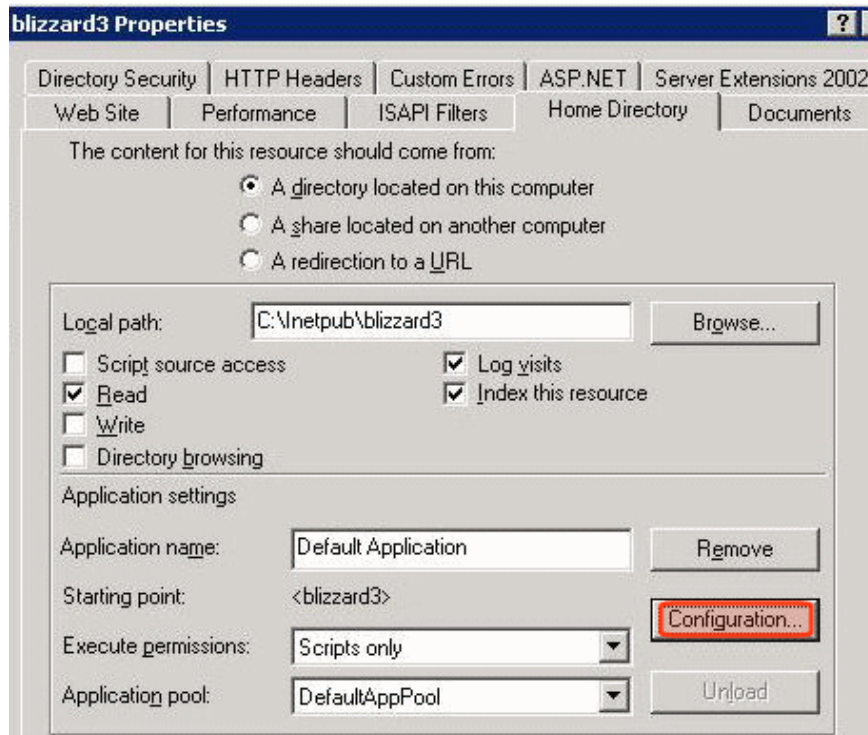 blizzard3 Properties ?
Directory Security HTTP Headers Custom Errors ASP.NET Server Extensions 2002
Web Site Performance ISAPI Filters Home Directory Documents
The content for this resource should come from:
A directory located on this computer
A share located on another computer
A redirection to a URL
Local path: C:\Inetpub\blizzard3 Browse...
Script source access Log visits
Read Index this resource
Write
Directory browsing
Application settings
Application name: Default Application Remove
Starting point: <blizzard3>
Configuration...
Execute permissions: Scripts only
Application pool: DefaultAppPool Unload